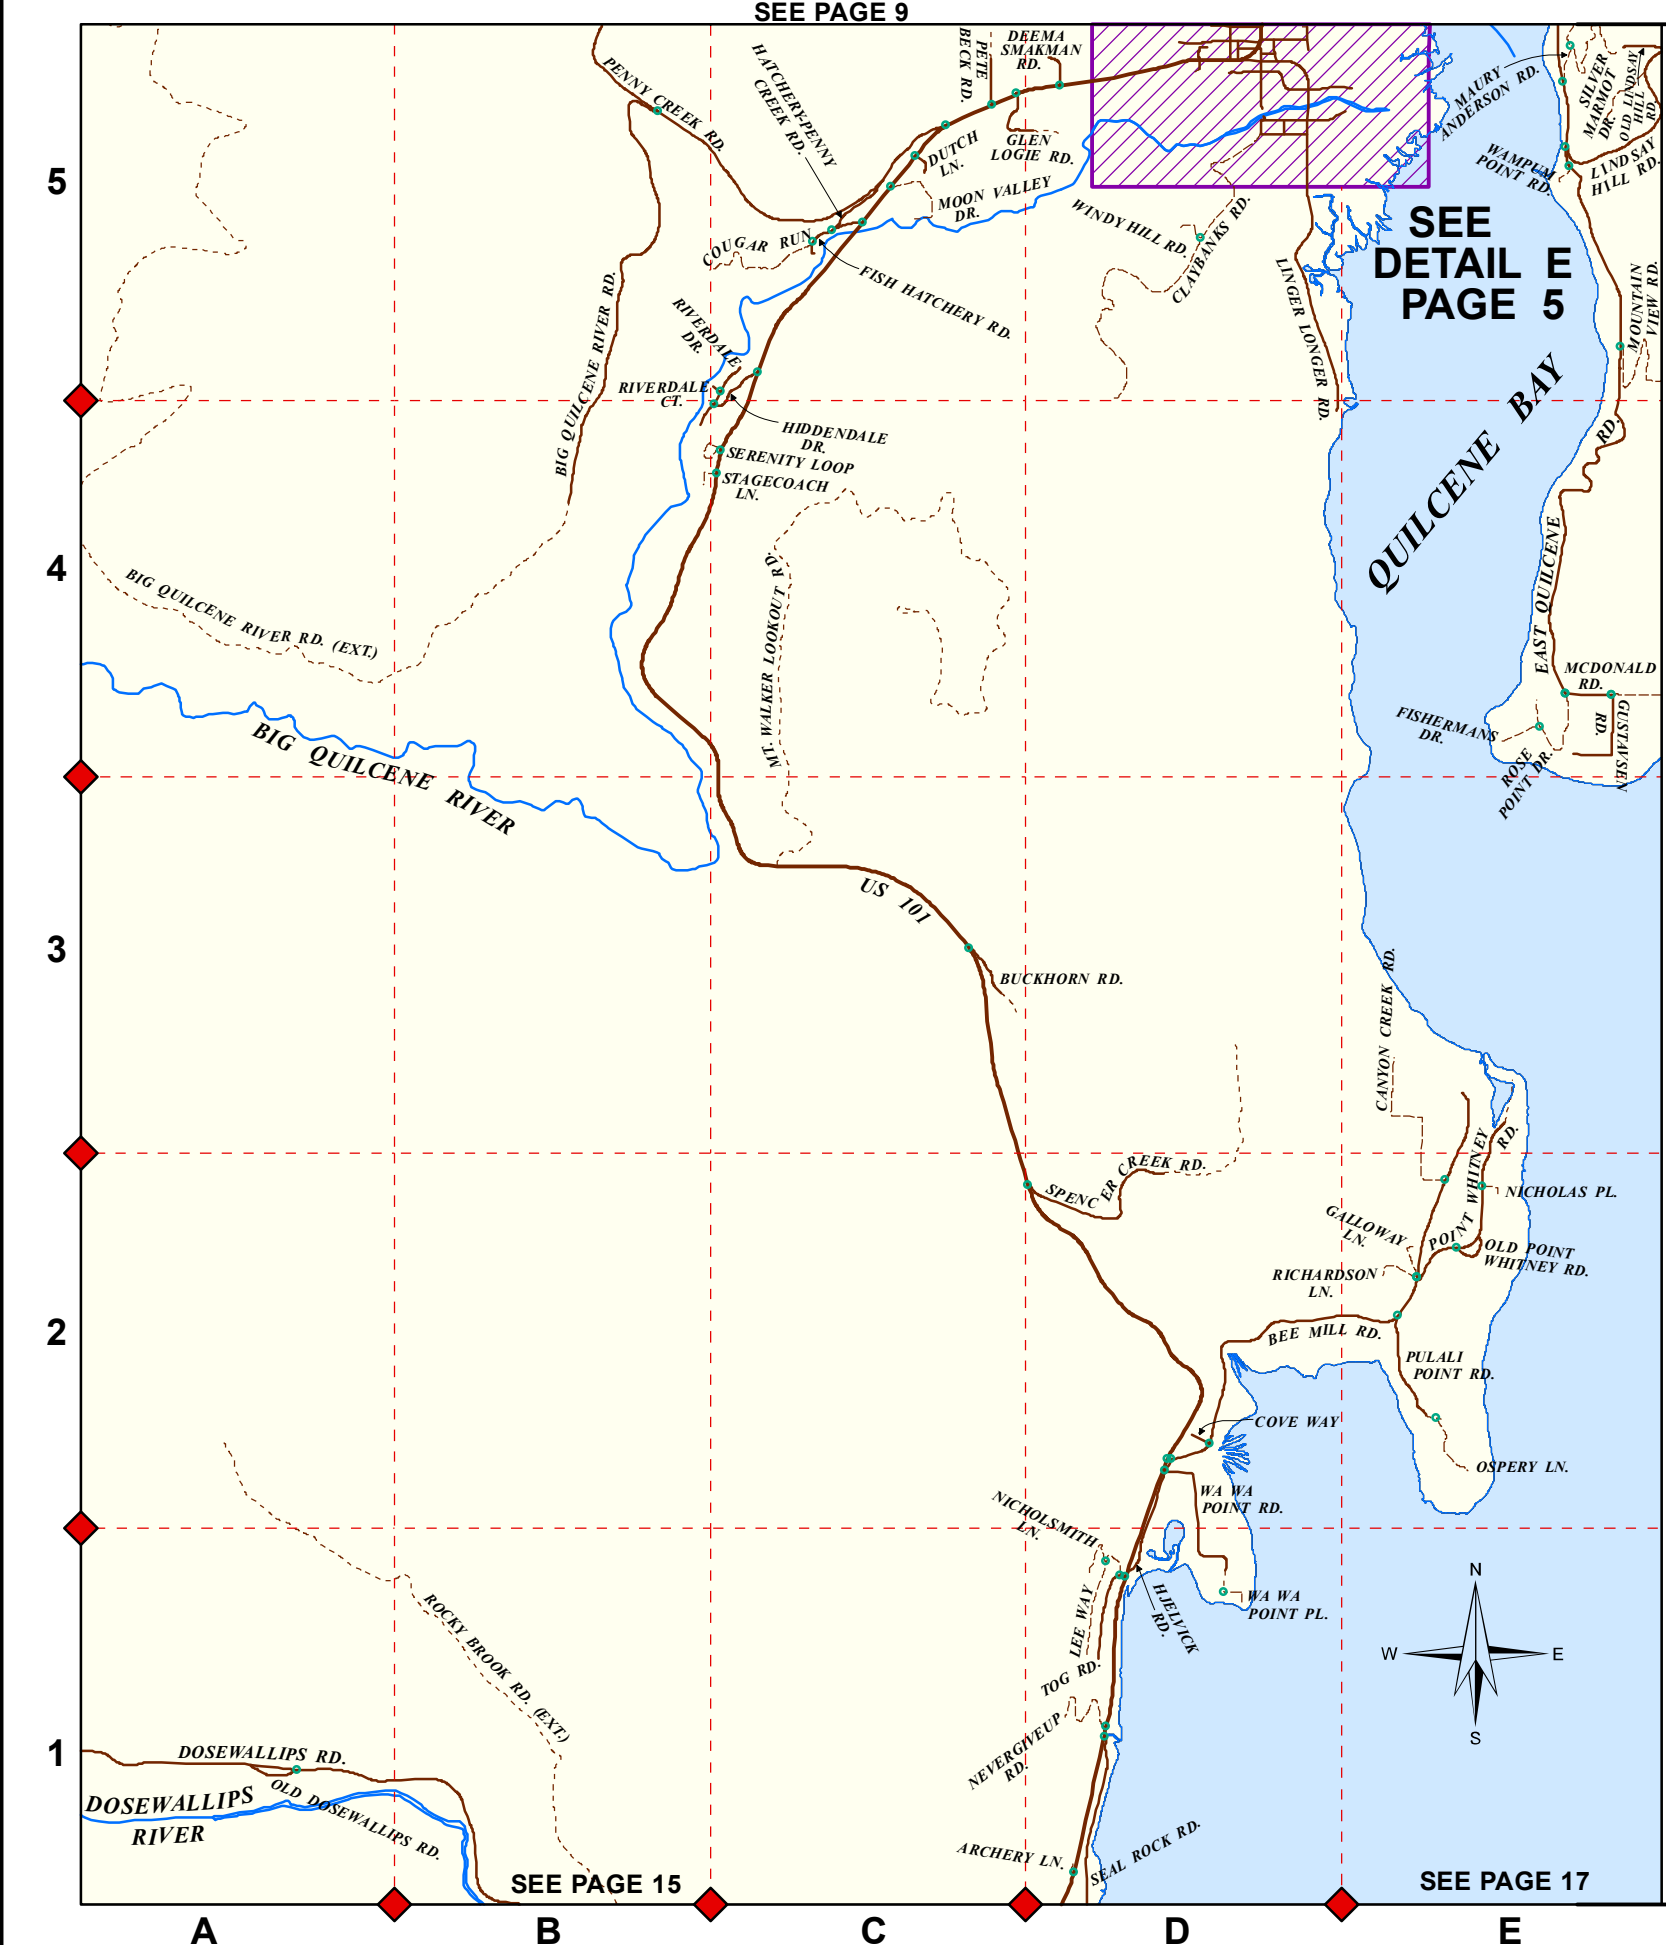 SEE PAGE 9
PETE
BECK RD.
DEEMA
SMAKMAN
RD.
HATCHERY-PENNY
CREEK RD.
PENNY CREEK RD.
DUTCH
LN.
GLEN
LOGIE RD.
MOON VALLEY
DR.
COUGAR RUN
FISH HATCHERY RD.
WINDY HILL RD.
CLAYBANKS RD.
LINGER LONGER RD.
MAURY
ANDERSON RD.
SILVER
MARMOT
DR.
OLD LINDSAY
HILL
RD.
WAMPUM
POINT RD.
LINDSAY
HILL RD.
5
SEE
DETAIL E
PAGE 5
MOUNTAIN
VIEW RD.
BIG QUILCENE RIVER RD.
RIVERDALE
DR.
RIVERDALE
CT.
HIDDENDALE
DR.
SERENITY LOOP
STAGECOACH
LN.
QUILCENE BAY
EAST QUILCENE RD.
4
BIG QUILCENE RIVER RD. (EXT.)
MT. WALKER LOOKOUT RD.
MCDONALD
RD.
GUSTAVSEN
RD.
FISHERMANS
DR.
ROSE
POINT DR.
BIG QUILCENE RIVER
US 101
3
BUCKHORN RD.
CANYON CREEK RD.
SPENCER CREEK RD.
POINT WHITNEY RD.
NICHOLAS PL.
GALLOWAY
LN.
OLD POINT
WHITNEY RD.
RICHARDSON
LN.
2
BEE MILL RD.
PULALI
POINT RD.
COVE WAY
OSPERY LN.
WA WA
POINT RD.
NICHOLSMITH
LN.
LEE WAY
HJELVICK
RD.
WA WA
POINT PL.
N
W
E
S
ROCKY BROOK RD. (EXT.)
TOG RD.
NEVERGIVEUP
RD.
1
DOSEWALLIPS RD.
OLD DOSEWALLIPS RD.
DOSEWALLIPS
RIVER
ARCHERY LN.
SEAL ROCK RD.
SEE PAGE 15
SEE PAGE 17
A
B
C
D
E